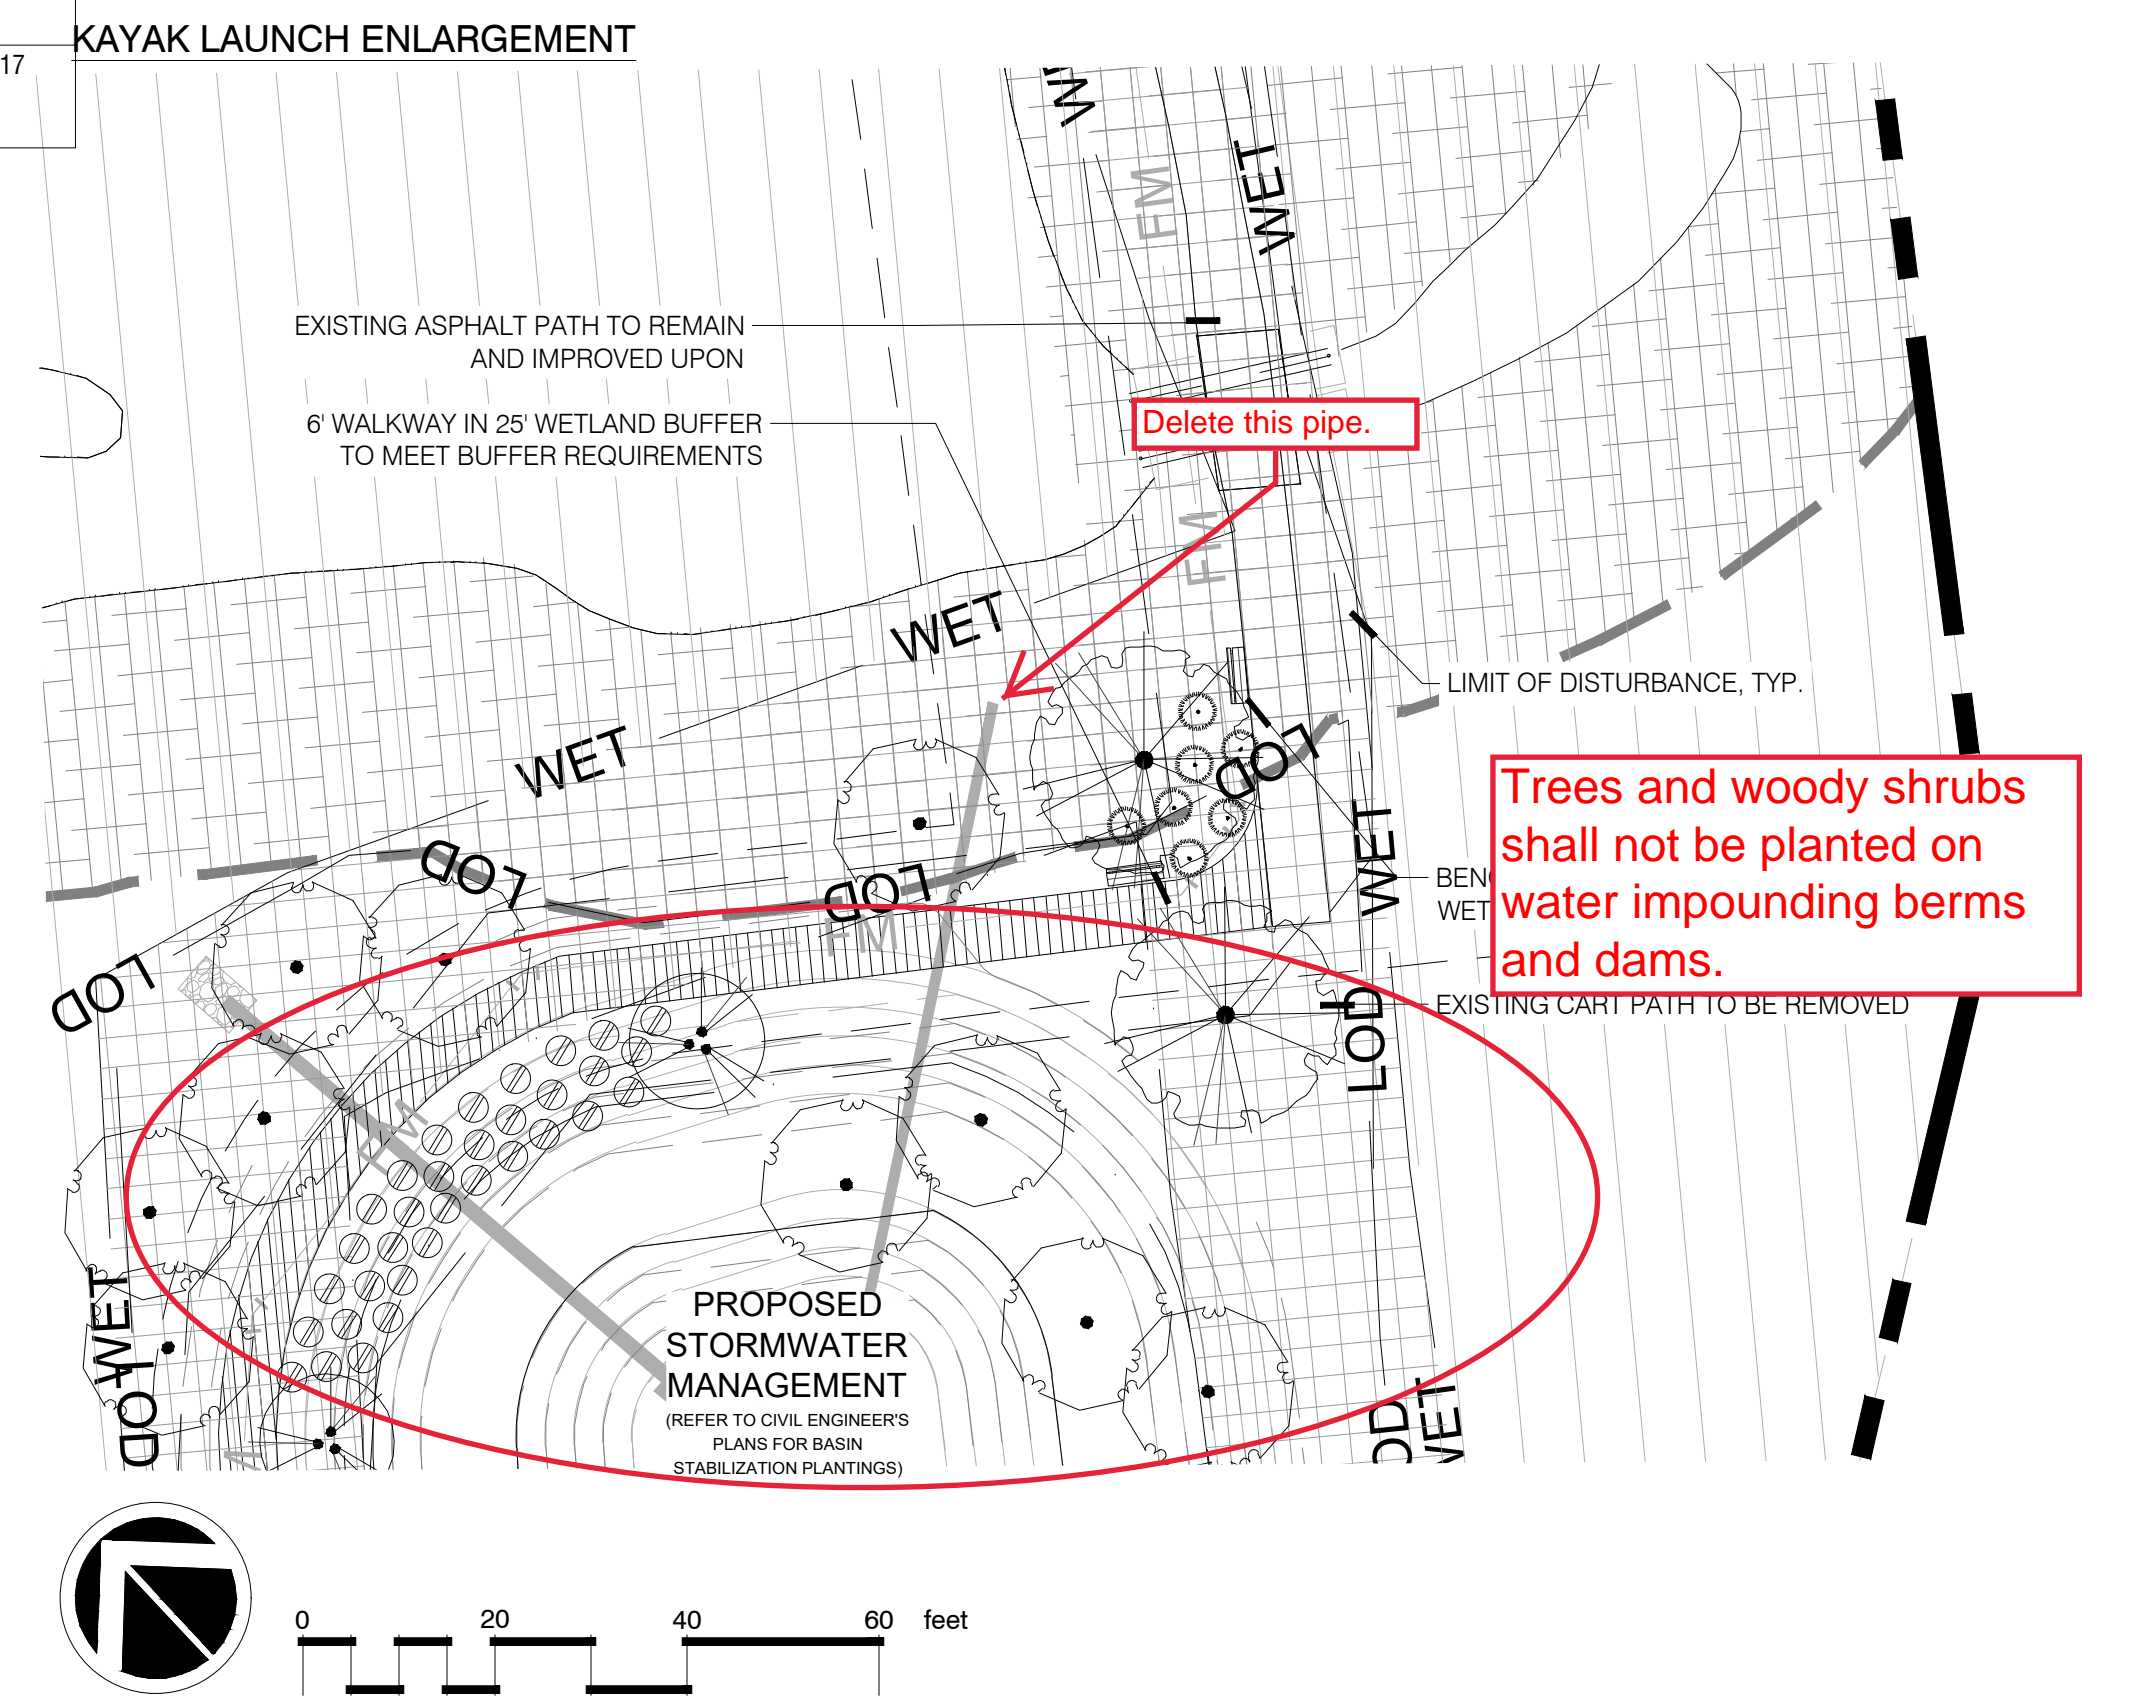 KAYAK LAUNCH ENLARGEMENT
17
WET
FM
EXISTING ASPHALT PATH TO REMAIN
AND IMPROVED UPON
6' WALKWAY IN 25' WETLAND BUFFER
TO MEET BUFFER REQUIREMENTS
Delete this pipe.
FM
WET
LIMIT OF DISTURBANCE, TYP.
WET
LOD
Trees and woody shrubs
shall not be planted on
water impounding berms
and dams.
WET
LOD
LOD
FM
LOD
EXISTING CART PATH TO BE REMOVED
LOD
FM
PROPOSED
STORMWATER
MANAGEMENT
(REFER TO CIVIL ENGINEER'S
PLANS FOR BASIN
STABILIZATION PLANTINGS)
WET
LOD
WET
0 20 40 60 feet